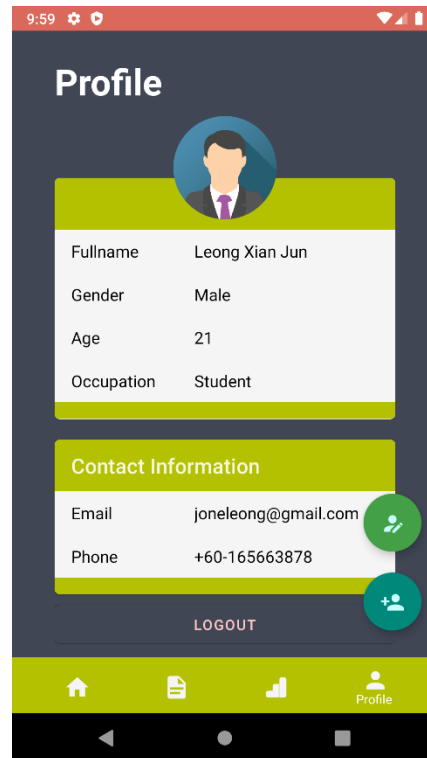 9:59
Profile
Fullname Leong Xian Jun
Gender Male
Age 21
Occupation Student
Contact Information
Email joneleong@gmail.com
Phone +60-165663878
LOGOUT
Profile